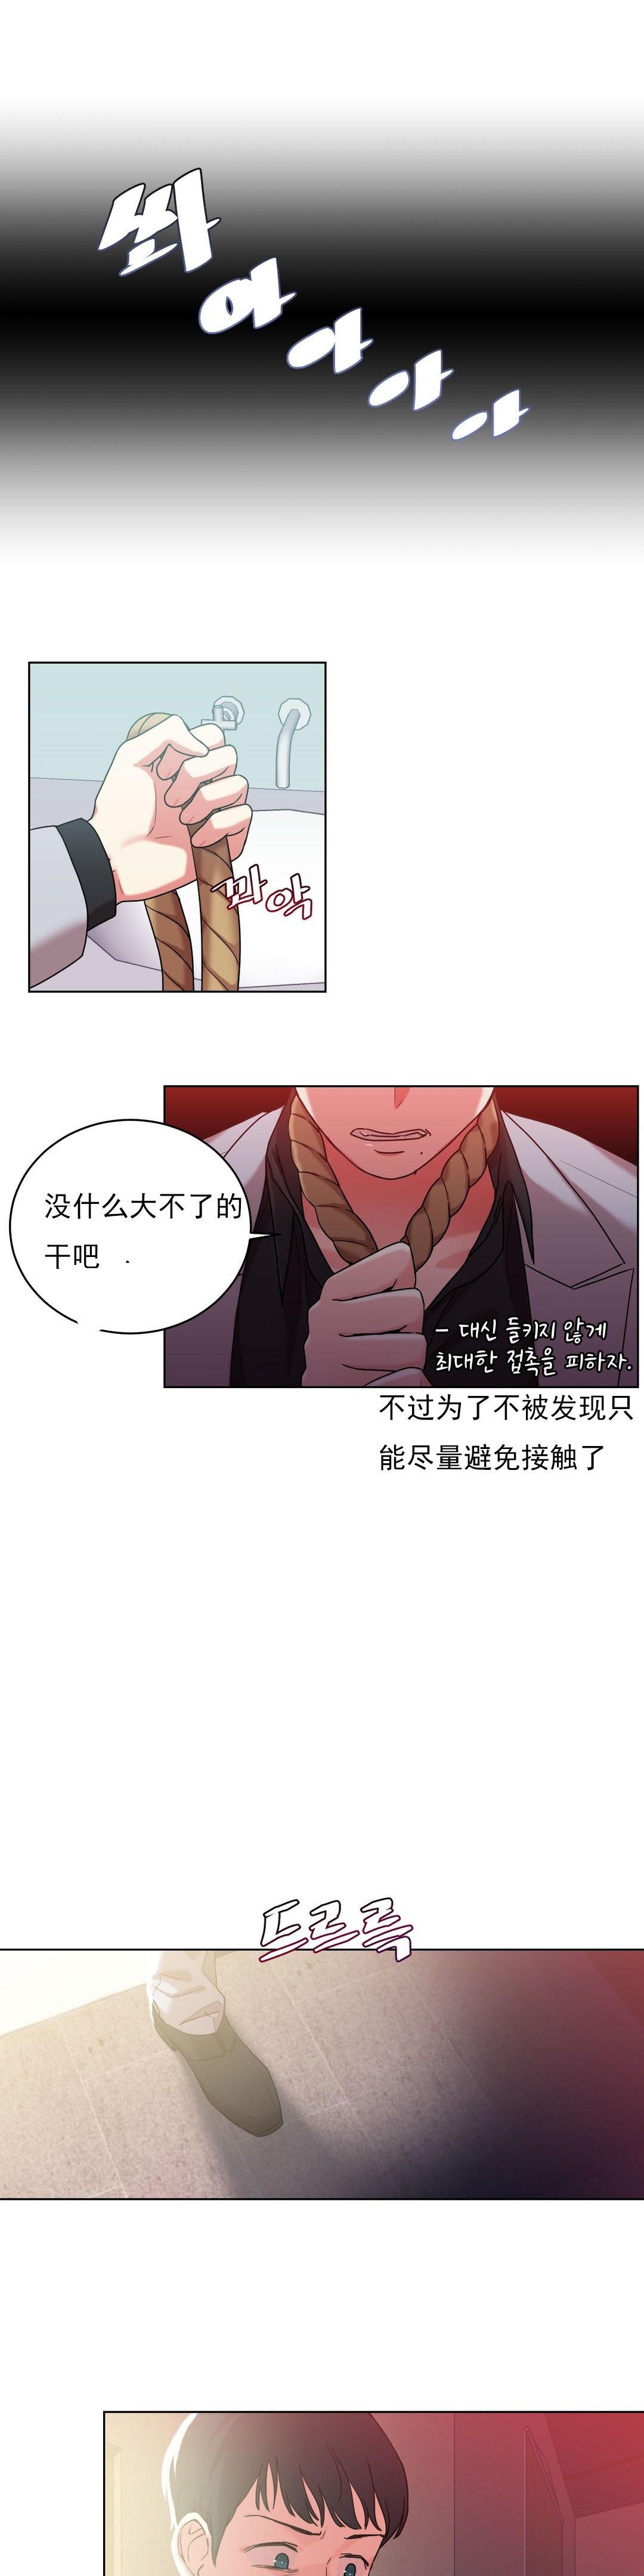 쏴
아
아
아
아
꽈악
没什么大不了的
干吧 .
- 대신 들키지 않게
최대한 접촉을 피하자.
不过为了不被发现只
能尽量避免接触了
드르륵